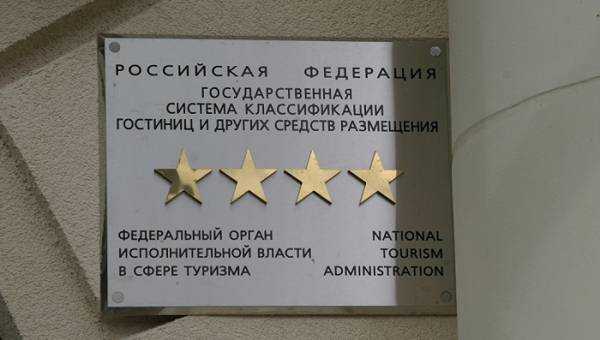 РОССИЙСКАЯ ФЕДЕРАЦИЯ
ГОСУДАРСТВЕННАЯ
СИСТЕМА КЛАССИФИКАЦИИ
ГОСТИНИЦ И ДРУГИХ СРЕДСТВ РАЗМЕЩЕНИЯ
ФЕДЕРАЛЬНЫЙ ОРГАН
ИСПОЛНИТЕЛЬНОЙ ВЛАСТИ
В СФЕРЕ ТУРИЗМА
NATIONAL
TOURISM
ADMINISTRATION